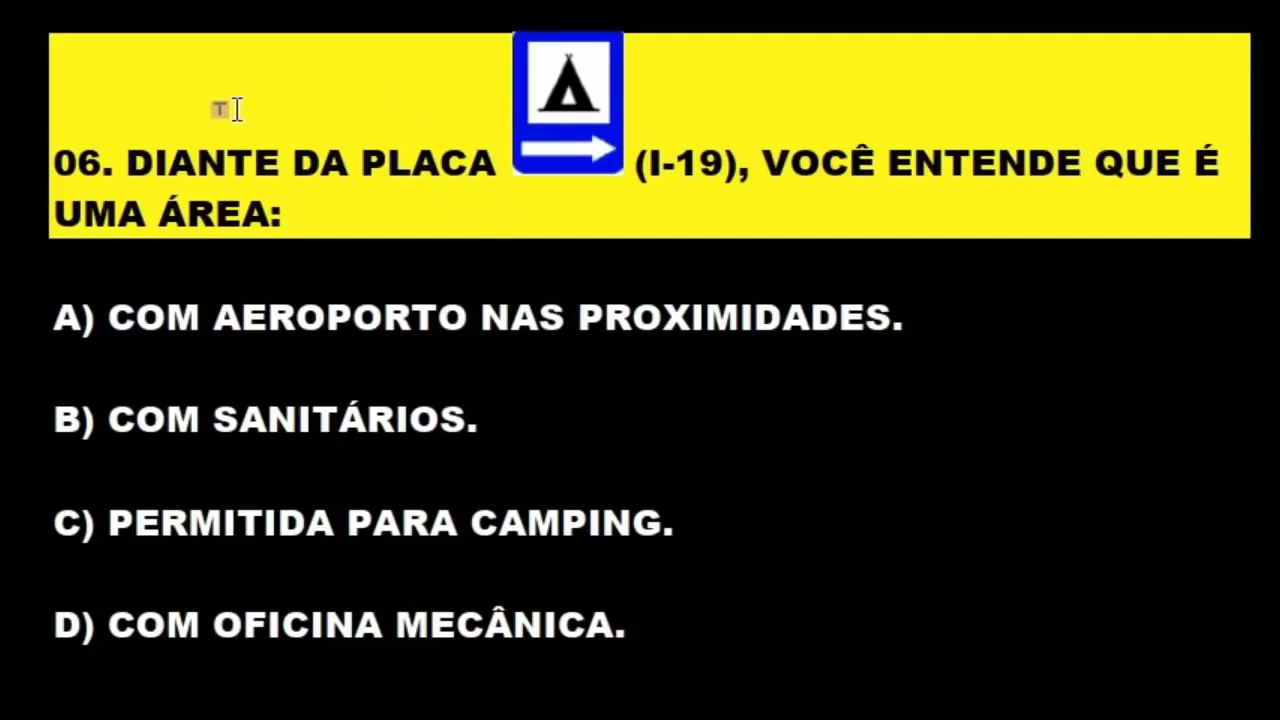 06. DIANTE DA PLACA (I-19), VOCÊ ENTENDE QUE É
UMA ÁREA:
A) COM AEROPORTO NAS PROXIMIDADES.
B) COM SANITÁRIOS.
C) PERMITIDA PARA CAMPING.
D) COM OFICINA MECÂNICA.